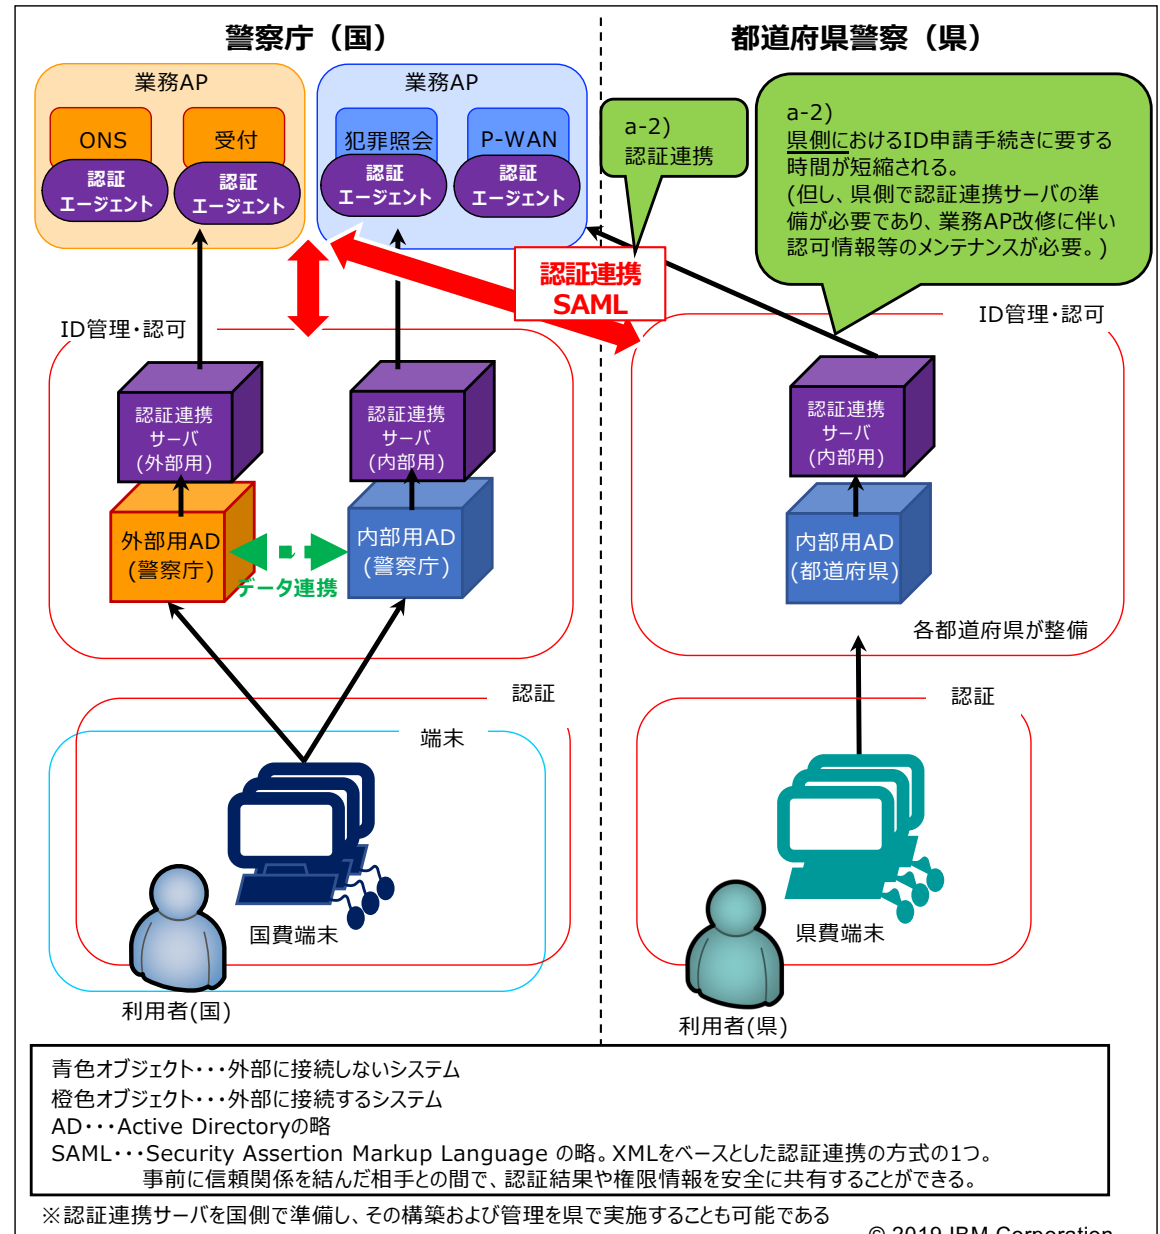 警察庁（国）
都道府県警察（県）
業務AP
業務AP
ONS
受付
犯罪照会
P-WAN
認証
エージェント
認証
エージェント
認証
エージェント
認証
エージェント
a-2)
認証連携
a-2)
県側におけるID申請手続きに要する
時間が短縮される。
(但し、県側で認証連携サーバの準
備が必要であり、業務AP改修に伴い
認可情報等のメンテナンスが必要。)
認証連携
SAML
ID管理・認可
ID管理・認可
認証連携
サーバ
(外部用)
認証連携
サーバ
(内部用)
認証連携
サーバ
(内部用)
外部用AD
(警察庁)
データ連携
内部用AD
(警察庁)
内部用AD
(都道府県)
各都道府県が整備
認証
認証
端末
国費端末
県費端末
利用者(国)
利用者(県)
青色オブジェクト・・・外部に接続しないシステム
橙色オブジェクト・・・外部に接続するシステム
AD・・・Active Directoryの略
SAML・・・Security Assertion Markup Language の略。XMLをベースとした認証連携の方式の1つ。
事前に信頼関係を結んだ相手との間で、認証結果や権限情報を安全に共有することができる。
※認証連携サーバを国側で準備し、その構築および管理を県で実施することも可能である
© 2019 IBM Corporation